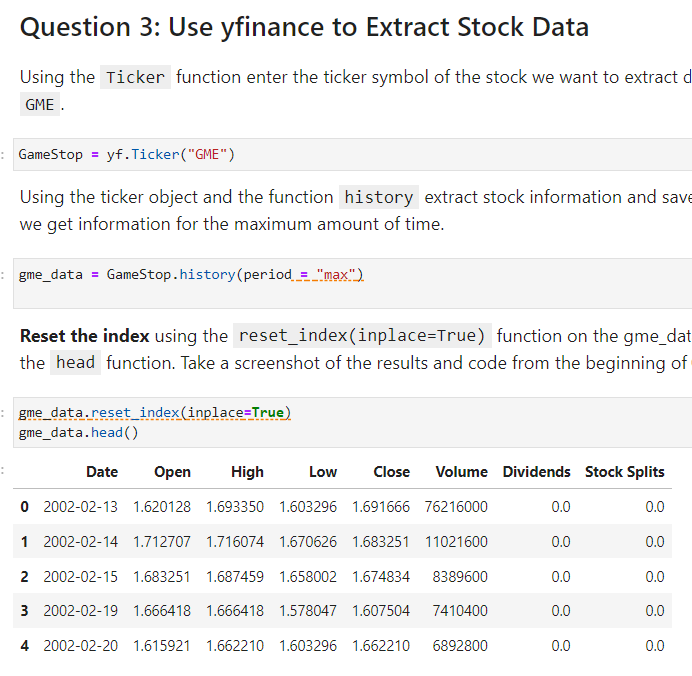 Question 3: Use yfinance to Extract Stock Data
Using the Ticker function enter the ticker symbol of the stock we want to extract d
GME .
GameStop = yf.Ticker("GME")
Using the ticker object and the function history extract stock information and save
we get information for the maximum amount of time.
gme_data = GameStop.history(period = "max")
Reset the index using the reset_index(inplace=True) function on the gme_dat
the head function. Take a screenshot of the results and code from the beginning of
gme_data.reset_index(inplace=True)
gme_data.head()
Date Open High Low Close Volume Dividends Stock Splits
0 2002-02-13 1.620128 1.693350 1.603296 1.691666 76216000 0.0 0.0
1 2002-02-14 1.712707 1.716074 1.670626 1.683251 11021600 0.0 0.0
2 2002-02-15 1.683251 1.687459 1.658002 1.674834 8389600 0.0 0.0
3 2002-02-19 1.666418 1.666418 1.578047 1.607504 7410400 0.0 0.0
4 2002-02-20 1.615921 1.662210 1.603296 1.662210 6892800 0.0 0.0